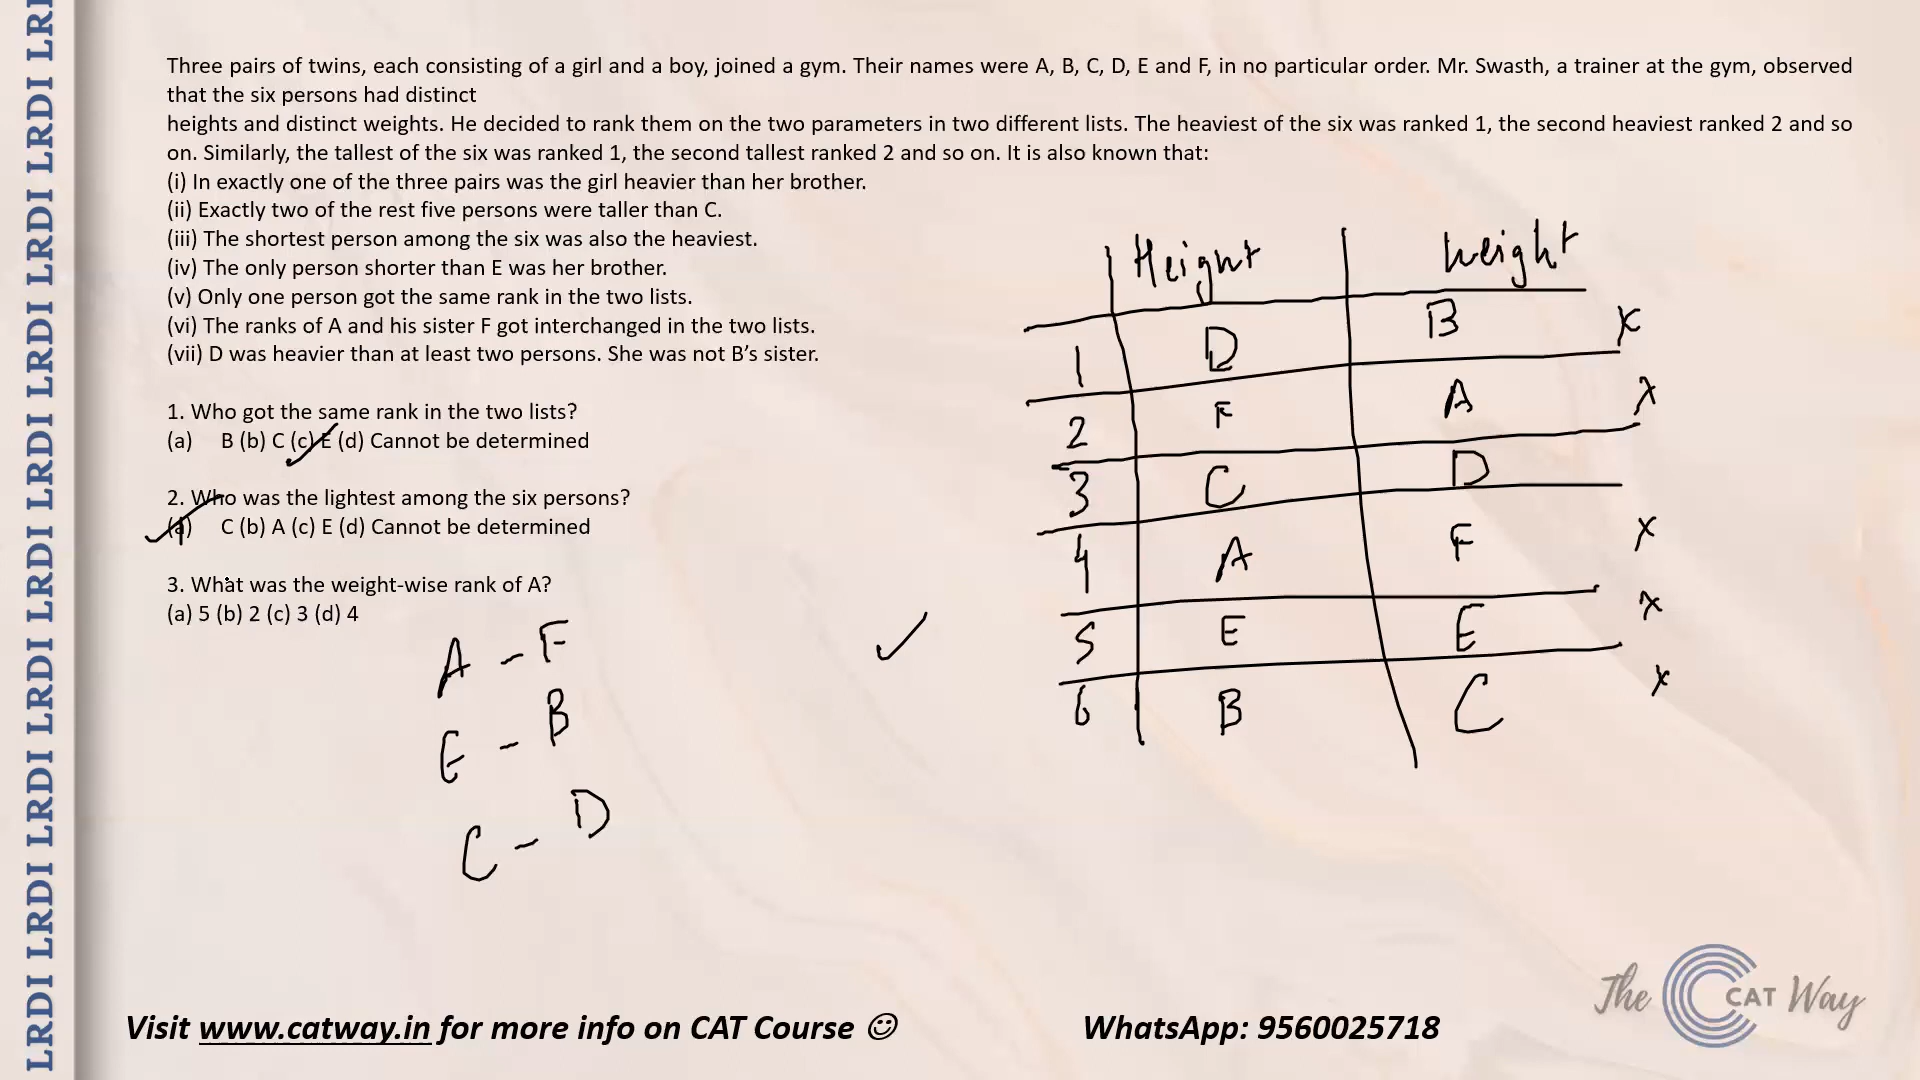 LRDI LRDI LRDI LRDI LRDI LRDI LRDI LRDI LRDI LRI
Three pairs of twins, each consisting of a girl and a boy, joined a gym. Their names were A, B, C, D, E and F, in no particular order. Mr. Swasth, a trainer at the gym, observed
that the six persons had distinct
heights and distinct weights. He decided to rank them on the two parameters in two different lists. The heaviest of the six was ranked 1, the second heaviest ranked 2 and so
on. Similarly, the tallest of the six was ranked 1, the second tallest ranked 2 and so on. It is also known that:
(i) In exactly one of the three pairs was the girl heavier than her brother.
(ii) Exactly two of the rest five persons were taller than C.
(iii) The shortest person among the six was also the heaviest.
(iv) The only person shorter than E was her brother.
(v) Only one person got the same rank in the two lists.
(vi) The ranks of A and his sister F got interchanged in the two lists.
(vii) D was heavier than at least two persons. She was not B’s sister.
1. Who got the same rank in the two lists?
(a) B (b) C (c) E (d) Cannot be determined
2. Who was the lightest among the six persons?
(a) C (b) A (c) E (d) Cannot be determined
3. What was the weight-wise rank of A?
(a) 5 (b) 2 (c) 3 (d) 4
A - F
E - B
C - D
Height Weight
1 D B x
2 F A x
3 C D
4 A F x
5 E E x
6 B C x
Visit www.catway.in for more info on CAT Course ☺
WhatsApp: 9560025718
The CAT Way